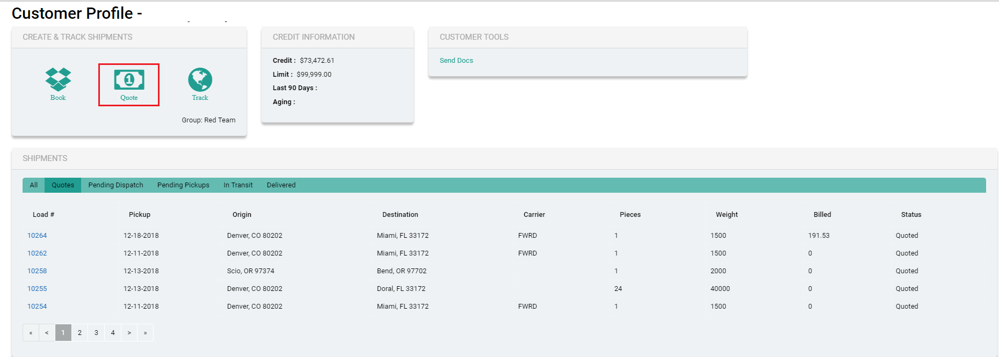 Customer Profile -
CREATE & TRACK SHIPMENTS
Book
1
Quote
Track
Group: Red Team
CREDIT INFORMATION
Credit : $73,472.61
Limit : $99,999.00
Last 90 Days :
Aging :
CUSTOMER TOOLS
Send Docs
SHIPMENTS
All Quotes Pending Dispatch Pending Pickups In Transit Delivered
Load # Pickup Origin Destination Carrier Pieces Weight Billed Status
10264 12-18-2018 Denver, CO 80202 Miami, FL 33172 FWRD 1 1500 191.53 Quoted
10262 12-11-2018 Denver, CO 80202 Miami, FL 33172 FWRD 1 1500 0 Quoted
10258 12-13-2018 Scio, OR 97374 Bend, OR 97702 1 2000 0 Quoted
10255 12-13-2018 Denver, CO 80202 Doral, FL 33172 24 40000 0 Quoted
10254 12-11-2018 Denver, CO 80202 Miami, FL 33172 FWRD 1 1500 0 Quoted
« < 1 2 3 4 > »